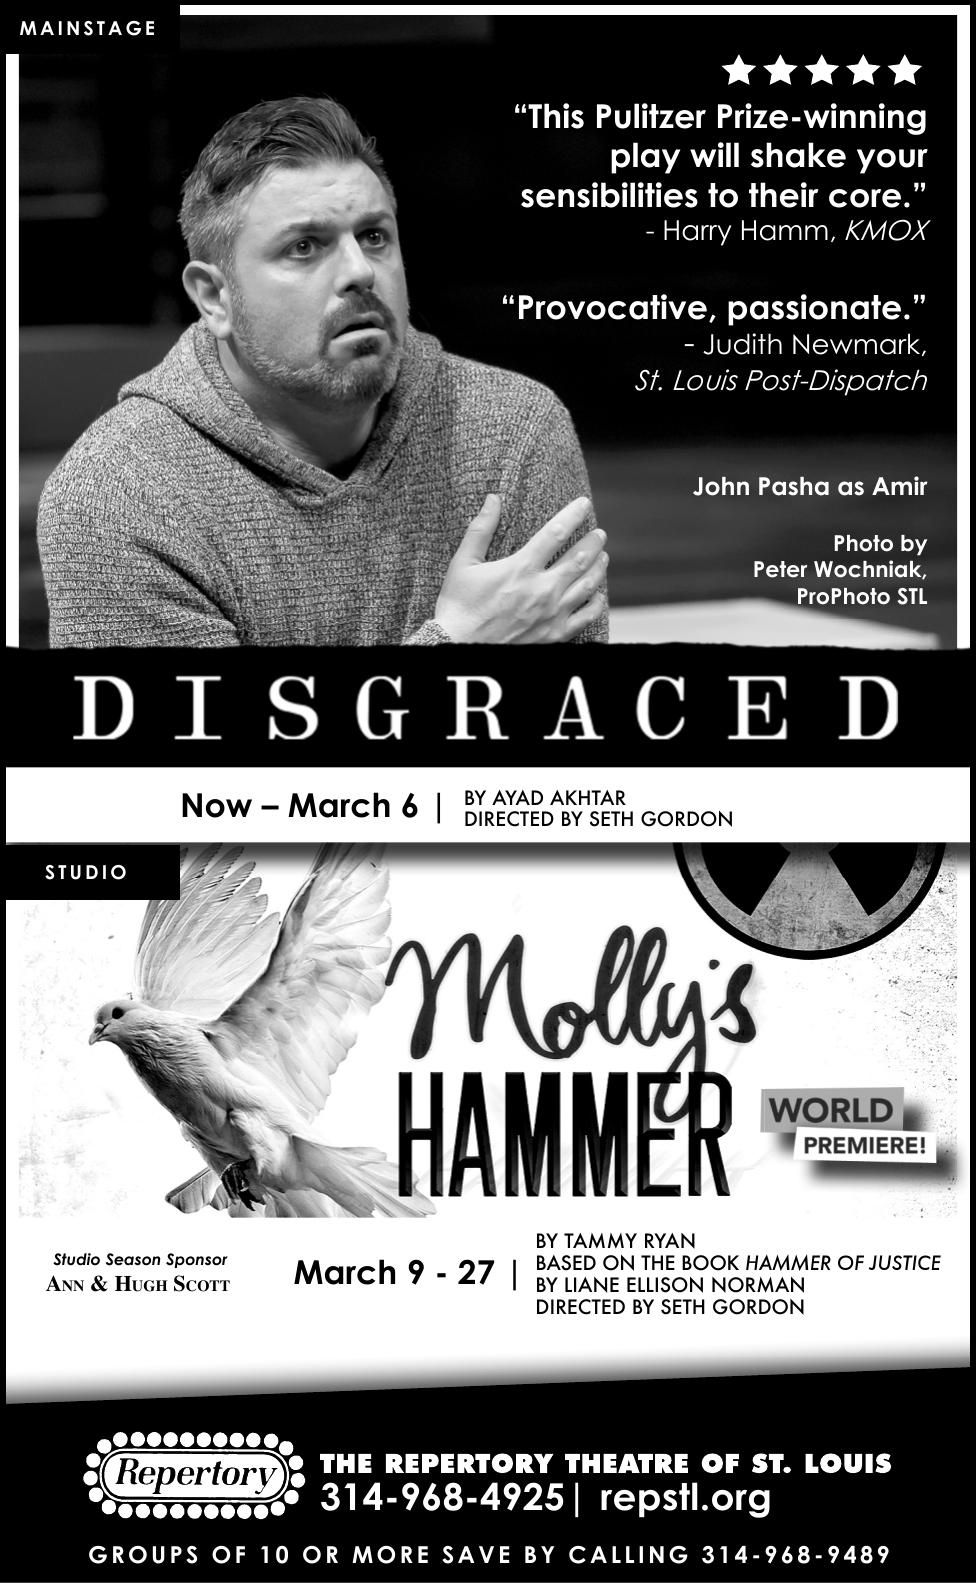 MAINSTAGE
“This Pulitzer Prize-winning
play will shake your
sensibilities to their core.”
- Harry Hamm, KMOX
“Provocative, passionate.”
- Judith Newmark,
St. Louis Post-Dispatch
John Pasha as Amir
Photo by
Peter Wochniak,
ProPhoto STL
DISGRACED
Now – March 6 |
BY AYAD AKHTAR
DIRECTED BY SETH GORDON
STUDIO
Molly's
HAMMER
WORLD
PREMIERE!
Studio Season Sponsor
ANN & HUGH SCOTT
March 9 - 27 |
BY TAMMY RYAN
BASED ON THE BOOK HAMMER OF JUSTICE
BY LIANE ELLISON NORMAN
DIRECTED BY SETH GORDON
Repertory
THE REPERTORY THEATRE OF ST. LOUIS
314-968-4925| repstl.org
GROUPS OF 10 OR MORE SAVE BY CALLING 314-968-9489